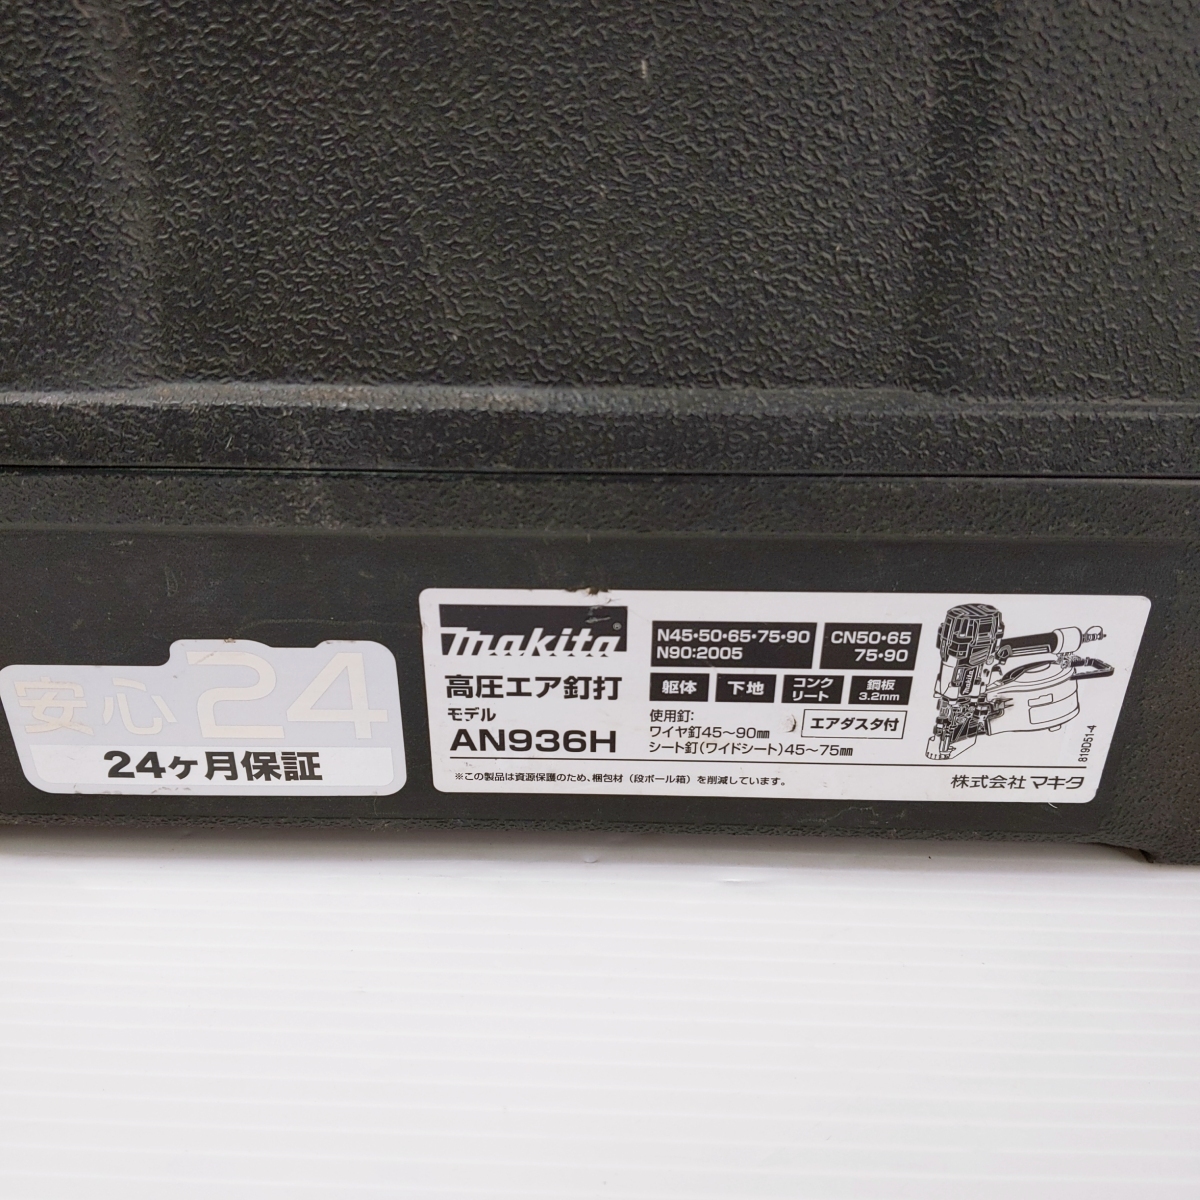 安心24
24ヶ月保証
makita®
高圧エア釘打
モデル
AN936H
N45·50·65·75·90
N90:2005
CN50·65
75·90
躯体
下地
コンク
リート
鋼板
3.2mm
使用釘:
ワイヤ釘45～90㎜
シート釘(ワイドシート)45～75㎜
エアダスタ付
※この製品は資源保護のため、梱包材（段ボール箱）を削減しています。
株式会社 マキタ
819051-4